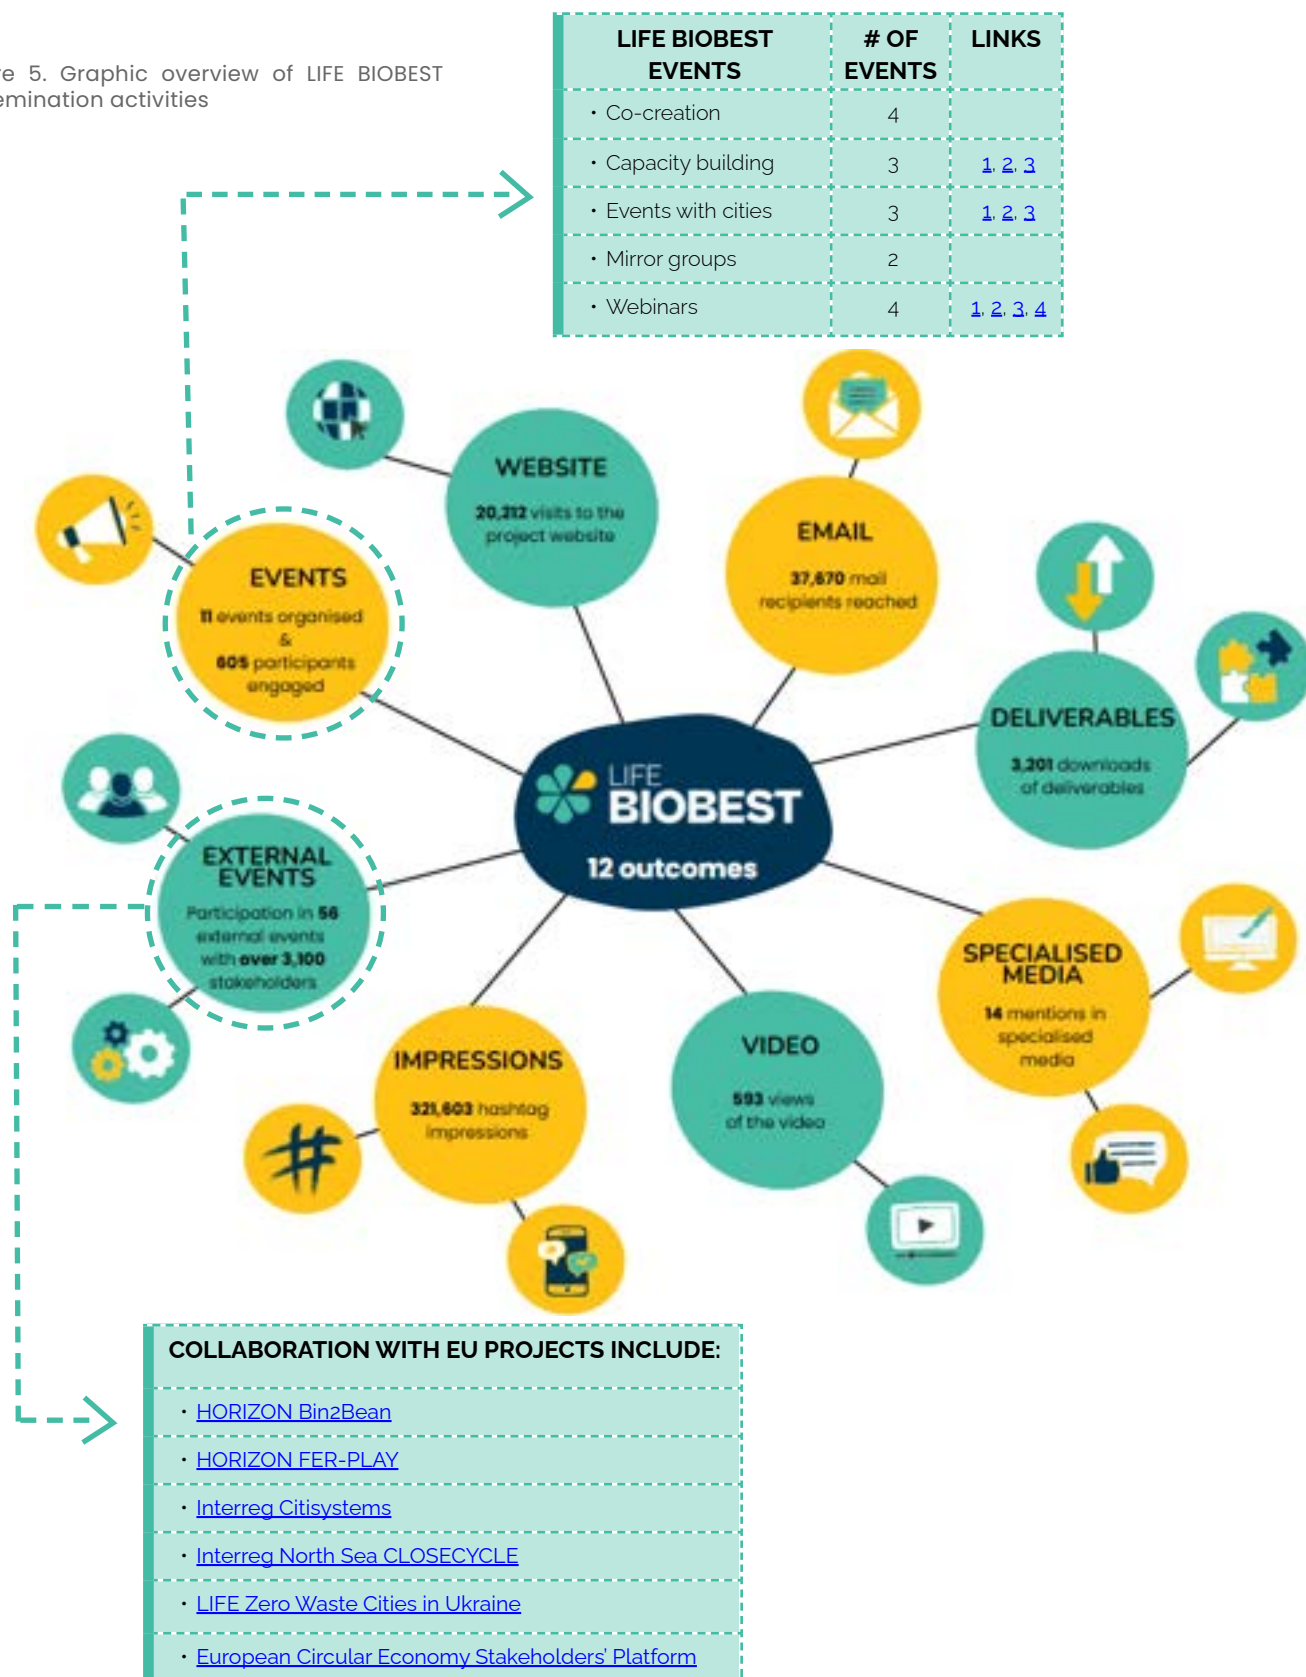 re 5. Graphic overview of LIFE BIOBEST
emination activities
LIFE BIOBEST EVENTS # OF EVENTS LINKS
• Co-creation 4
• Capacity building 3 1, 2, 3
• Events with cities 3 1, 2, 3
• Mirror groups 2
• Webinars 4 1, 2, 3, 4
WEBSITE
20,212 visits to the
project website
EMAIL
37,670 mail
recipients reached
EVENTS
11 events organised
&
605 participants
engaged
DELIVERABLES
3,201 downloads
of deliverables
LIFE
BIOBEST
12 outcomes
EXTERNAL
EVENTS
Participation in 56
external events
with over 3,100
stakeholders
SPECIALISED
MEDIA
14 mentions in
specialised
media
IMPRESSIONS
321,603 hashtag
impressions
VIDEO
593 views
of the video
COLLABORATION WITH EU PROJECTS INCLUDE:
• HORIZON Bin2Bean
• HORIZON FER-PLAY
• Interreg Citisystems
• Interreg North Sea CLOSECYCLE
• LIFE Zero Waste Cities in Ukraine
• European Circular Economy Stakeholders' Platform